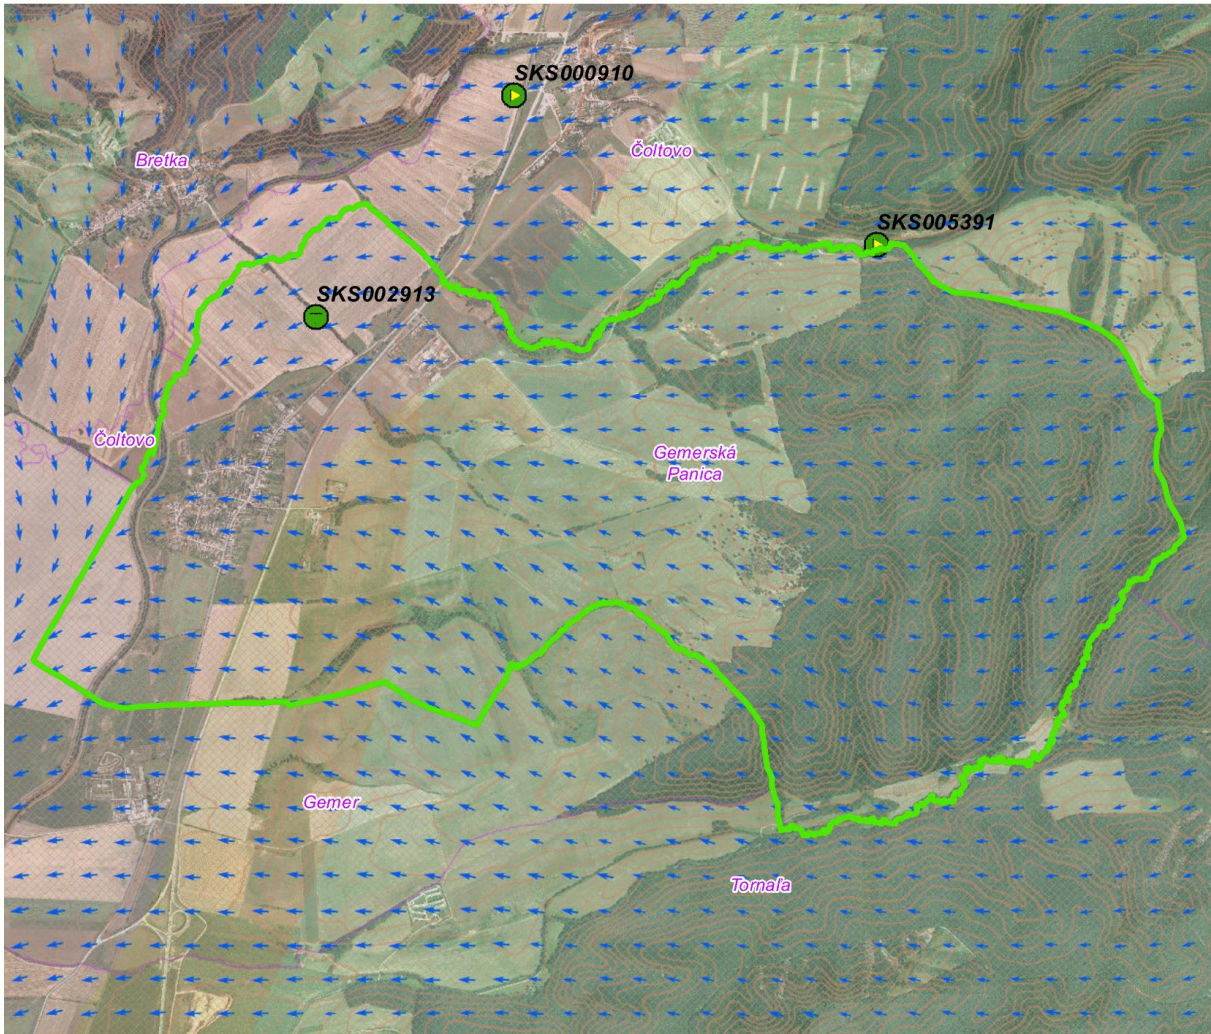 SKS000910
Čoltovo
Bretka
SKS005391
SKS002913
Čoltovo
Gemerská
Panica
Gemer
Tornaľa